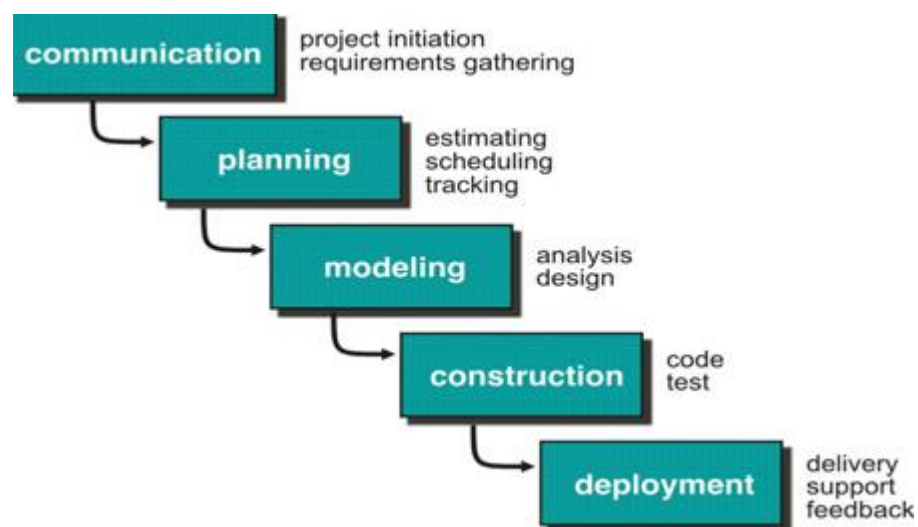 communication
project initiation
requirements gathering
planning
estimating
scheduling
tracking
modeling
analysis
design
construction
code
test
deployment
delivery
support
feedback